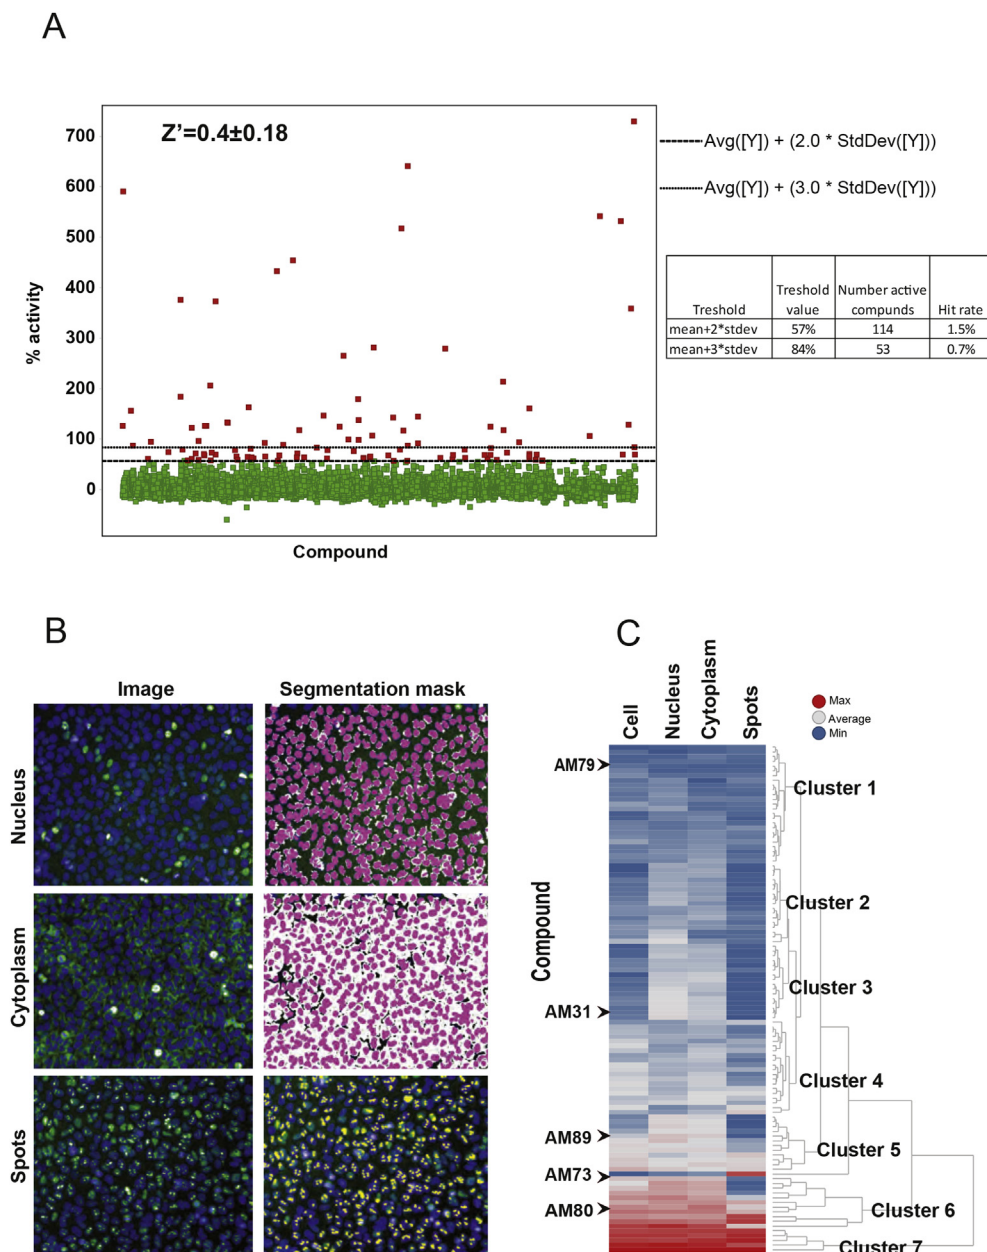 A
Z'=0.4±0.18
700
600
500
400
300
200
100
0
% activity
Compound
Avg([Y]) + (2.0 * StdDev([Y]))
Avg([Y]) + (3.0 * StdDev([Y]))
Treshold Treshold value Number active compunds Hit rate
mean+2*stdev 57% 114 1.5%
mean+3*stdev 84% 53 0.7%
B
Image Segmentation mask
Nucleus
Cytoplasm
Spots
C
Cell Nucleus Cytoplasm Spots
Max
Average
Min
Compound
AM79
AM31
AM89
AM73
AM80
Cluster 1
Cluster 2
Cluster 3
Cluster 4
Cluster 5
Cluster 6
Cluster 7